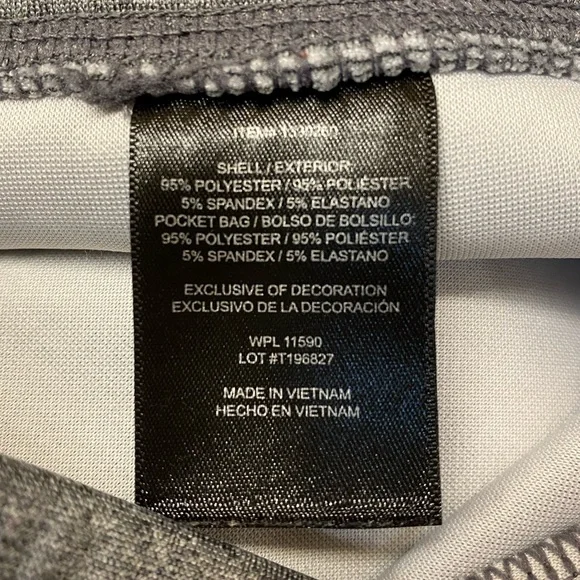 ITEM#
SHELL / EXTERIOR
95% POLYESTER / 95% POLIÉSTER
5% SPANDEX / 5% ELASTANO
POCKET BAG / BOLSO DE BOLSILLO:
95% POLYESTER / 95% POLIÉSTER
5% SPANDEX / 5% ELASTANO
EXCLUSIVE OF DECORATION
EXCLUSIVO DE LA DECORACIÓN
WPL 11590
LOT #T196827
MADE IN VIETNAM
HECHO EN VIETNAM